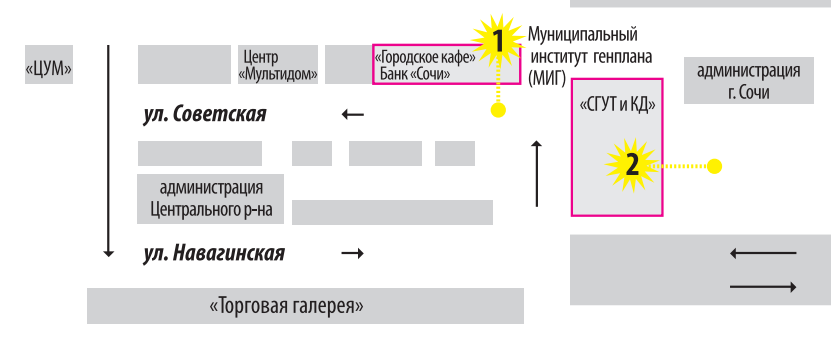 1
Муниципальный
институт генплана
(МИГ)
«ЦУМ»
Центр
«Мультидом»
«Городское кафе»
Банк «Сочи»
администрация
г. Сочи
«СГУТ и КД»
ул. Советская
2
администрация
Центрального р-на
ул. Навагинская
«Торговая галерея»